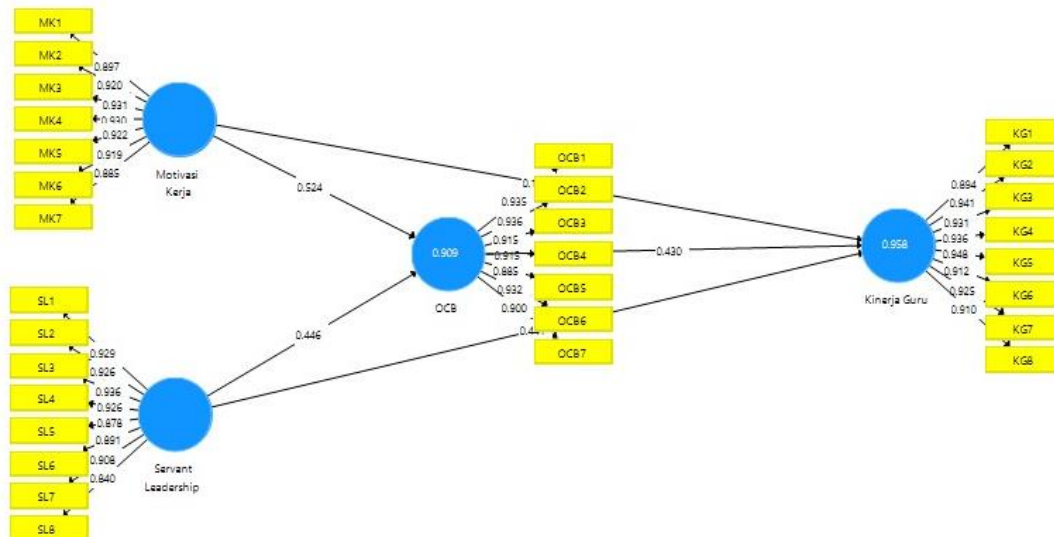 MK1
MK2
MK3
MK4
MK5
MK6
MK7
0.897
0.920
0.931
0.930
0.922
0.919
0.885
Motivasi
Kerja
0.524
SL1
SL2
SL3
SL4
SL5
SL6
SL7
SL8
0.929
0.926
0.936
0.926
0.878
0.891
0.908
0.840
Servant
Leadership
0.446
0.909
OCB
0.935
0.936
0.915
0.915
0.885
0.932
0.900
OCB1
OCB2
OCB3
OCB4
OCB5
OCB6
OCB7
0.430
0.958
Kinerja Guru
0.894
0.941
0.931
0.936
0.948
0.912
0.925
0.910
KG1
KG2
KG3
KG4
KG5
KG6
KG7
KG8